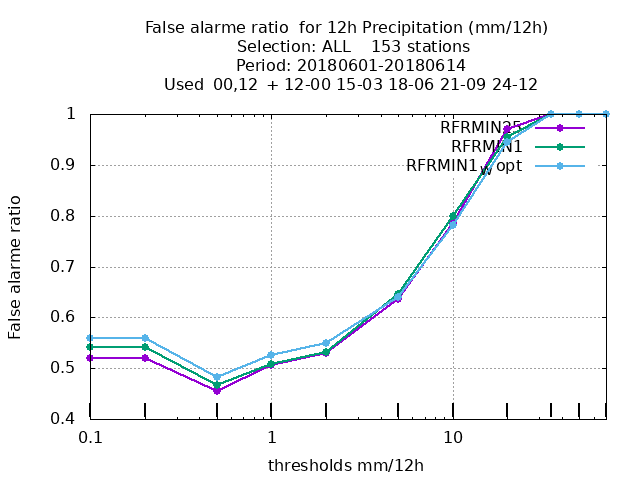 False alarme ratio  for 12h Precipitation (mm/12h)
Selection: ALL    153 stations
Period: 20180601-20180614
Used  00,12  + 12-00 15-03 18-06 21-09 24-12
RFRMIN25
RFRMIN1
RFRMIN1wopt
1
0.9
0.8
0.7
0.6
0.5
0.4
0.1
1
10
False alarme ratio
thresholds mm/12h